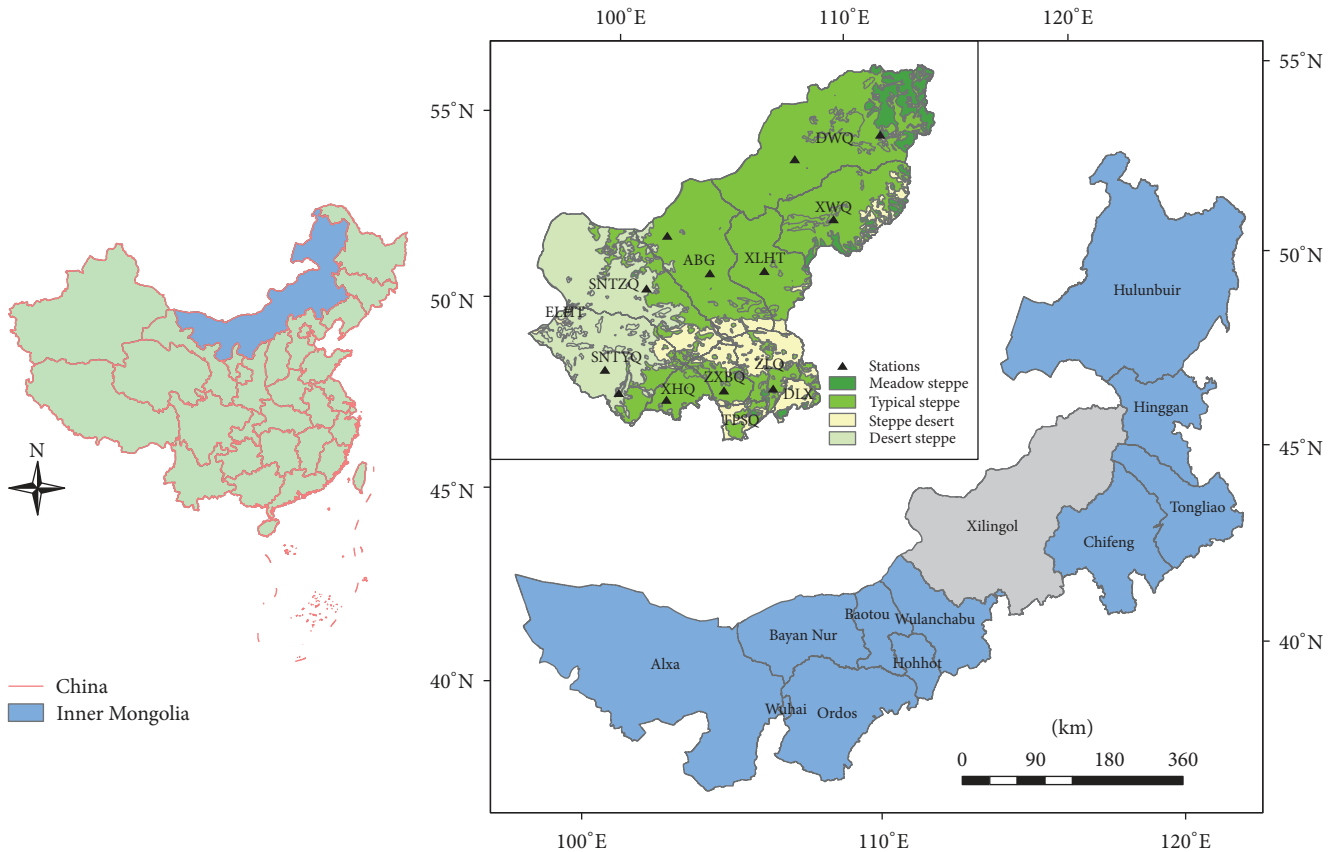 100°E
110°E
120°E
55°N
55°N
DWQ
XWQ
ABG
XLHT
50°N
50°N
SNTZQ
ELHT
SNTYQ
ZLQ
ZXBQ
XHQ
DLX
TPSQ
Stations
Meadow steppe
Typical steppe
Steppe desert
Desert steppe
Hulunbuir
Hinggan
N
45°N
45°N
Xilingol
Tongliao
Chifeng
Baotou
Wulanchabu
Bayan Nur
Hohhot
Alxa
40°N
40°N
Wuhai
Ordos
China
Inner Mongolia
(km)
0 90 180 360
100°E
110°E
120°E